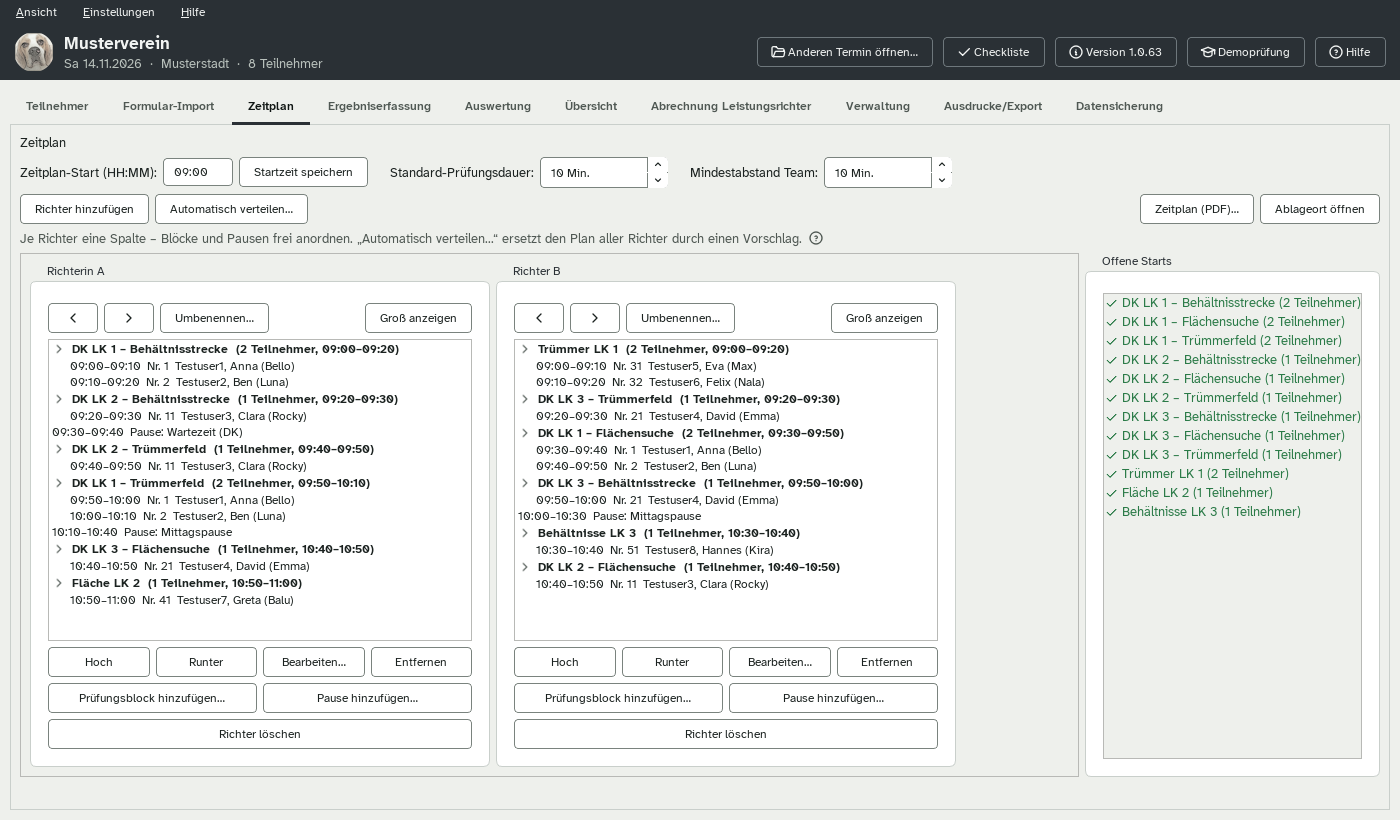 Ansicht Einstellungen Hilfe
Musterverein
Sa 14.11.2026 · Musterstadt · 8 Teilnehmer
Anderen Termin öffnen... Checkliste Version 1.0.63 Demoprüfung Hilfe
Teilnehmer Formular-Import Zeitplan Ergebniserfassung Auswertung Übersicht Abrechnung Leistungsrichter Verwaltung Ausdrucke/Export Datensicherung
Zeitplan
Zeitplan-Start (HH:MM): 09:00 Startzeit speichern Standard-Prüfungsdauer: 10 Min. Mindestabstand Team: 10 Min.
Richter hinzufügen Automatisch verteilen... Zeitplan (PDF)... Ablageort öffnen
Je Richter eine Spalte – Blöcke und Pausen frei anordnen. „Automatisch verteilen...“ ersetzt den Plan aller Richter durch einen Vorschlag.
Richterin A
Umbenennen... Groß anzeigen
DK LK 1 – Behältnisstrecke (2 Teilnehmer, 09:00–09:20)
09:00–09:10 Nr. 1 Testuser1, Anna (Bello)
09:10–09:20 Nr. 2 Testuser2, Ben (Luna)
DK LK 2 – Behältnisstrecke (1 Teilnehmer, 09:20–09:30)
09:20–09:30 Nr. 11 Testuser3, Clara (Rocky)
09:30–09:40 Pause: Wartezeit (DK)
DK LK 2 – Trümmerfeld (1 Teilnehmer, 09:40–09:50)
09:40–09:50 Nr. 11 Testuser3, Clara (Rocky)
DK LK 1 – Trümmerfeld (2 Teilnehmer, 09:50–10:10)
09:50–10:00 Nr. 1 Testuser1, Anna (Bello)
10:00–10:10 Nr. 2 Testuser2, Ben (Luna)
10:10–10:40 Pause: Mittagspause
DK LK 3 – Flächensuche (1 Teilnehmer, 10:40–10:50)
10:40–10:50 Nr. 21 Testuser4, David (Emma)
Fläche LK 2 (1 Teilnehmer, 10:50–11:00)
10:50–11:00 Nr. 41 Testuser7, Greta (Balu)
Hoch Runter Bearbeiten... Entfernen
Prüfungsblock hinzufügen... Pause hinzufügen...
Richter löschen
Richter B
Umbenennen... Groß anzeigen
Trümmer LK 1 (2 Teilnehmer, 09:00–09:20)
09:00–09:10 Nr. 31 Testuser5, Eva (Max)
09:10–09:20 Nr. 32 Testuser6, Felix (Nala)
DK LK 3 – Trümmerfeld (1 Teilnehmer, 09:20–09:30)
09:20–09:30 Nr. 21 Testuser4, David (Emma)
DK LK 1 – Flächensuche (2 Teilnehmer, 09:30–09:50)
09:30–09:40 Nr. 1 Testuser1, Anna (Bello)
09:40–09:50 Nr. 2 Testuser2, Ben (Luna)
DK LK 3 – Behältnisstrecke (1 Teilnehmer, 09:50–10:00)
09:50–10:00 Nr. 21 Testuser4, David (Emma)
10:00–10:30 Pause: Mittagspause
Behältnisse LK 3 (1 Teilnehmer, 10:30–10:40)
10:30–10:40 Nr. 51 Testuser8, Hannes (Kira)
DK LK 2 – Flächensuche (1 Teilnehmer, 10:40–10:50)
10:40–10:50 Nr. 11 Testuser3, Clara (Rocky)
Hoch Runter Bearbeiten... Entfernen
Prüfungsblock hinzufügen... Pause hinzufügen...
Richter löschen
Offene Starts
DK LK 1 – Behältnisstrecke (2 Teilnehmer)
DK LK 1 – Flächensuche (2 Teilnehmer)
DK LK 1 – Trümmerfeld (2 Teilnehmer)
DK LK 2 – Behältnisstrecke (1 Teilnehmer)
DK LK 2 – Flächensuche (1 Teilnehmer)
DK LK 2 – Trümmerfeld (1 Teilnehmer)
DK LK 3 – Behältnisstrecke (1 Teilnehmer)
DK LK 3 – Flächensuche (1 Teilnehmer)
DK LK 3 – Trümmerfeld (1 Teilnehmer)
Trümmer LK 1 (2 Teilnehmer)
Fläche LK 2 (1 Teilnehmer)
Behältnisse LK 3 (1 Teilnehmer)